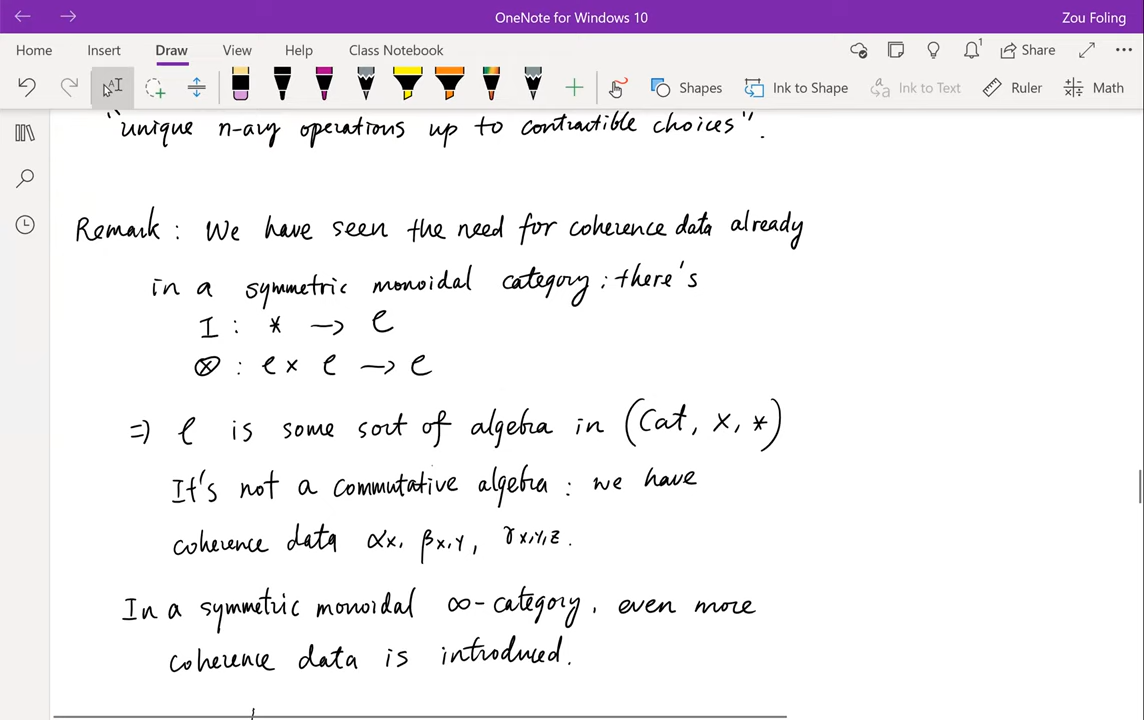 OneNote for Windows 10
Zou Foling
Home Insert Draw View Help Class Notebook
1 Share
Shapes Ink to Shape Ink to Text Ruler Math
"unique n-ary operations up to contractible choices".
Remark : We have seen the need for coherence data already
in a symmetric monoidal category : there's
I : * → C
⊗ : C × C → C
⇒ C is some sort of algebra in (Cat, ×, *)
It's not a commutative algebra : we have
coherence data αx, βx,y, γx,y,z.
In a symmetric monoidal ∞-category, even more
coherence data is introduced.